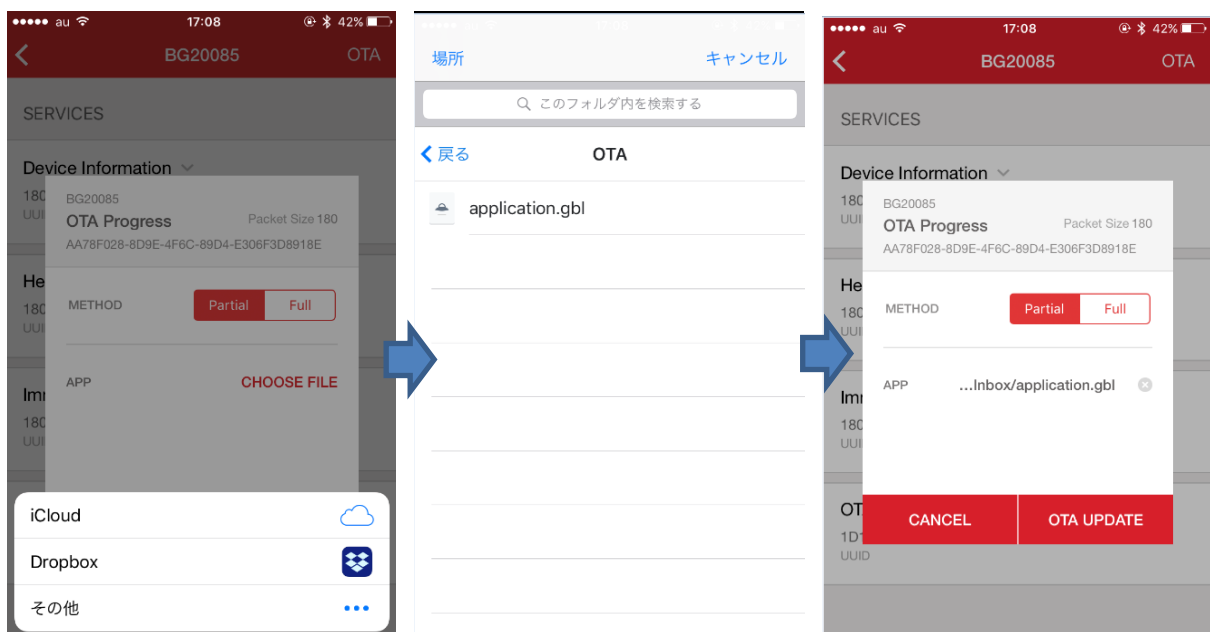 ●●●●● au 17:08 42%
BG20085 OTA
SERVICES
Device Information
180
UUI
BG20085
OTA Progress Packet Size 180
AA78F028-8D9E-4F6C-89D4-E306F3D8918E
He
180
UUI
METHOD Partial Full
APP CHOOSE FILE
Imm
180
UUI
iCloud
Dropbox
その他
場所 キャンセル
このフォルダ内を検索する
戻る OTA
application.gbl
●●●●● au 17:08 42%
BG20085 OTA
SERVICES
Device Information
180
UUI
BG20085
OTA Progress Packet Size 180
AA78F028-8D9E-4F6C-89D4-E306F3D8918E
He
180
UUI
METHOD Partial Full
APP ...Inbox/application.gbl
Imm
180
UUI
OT
CANCEL OTA UPDATE
1D1
UUID